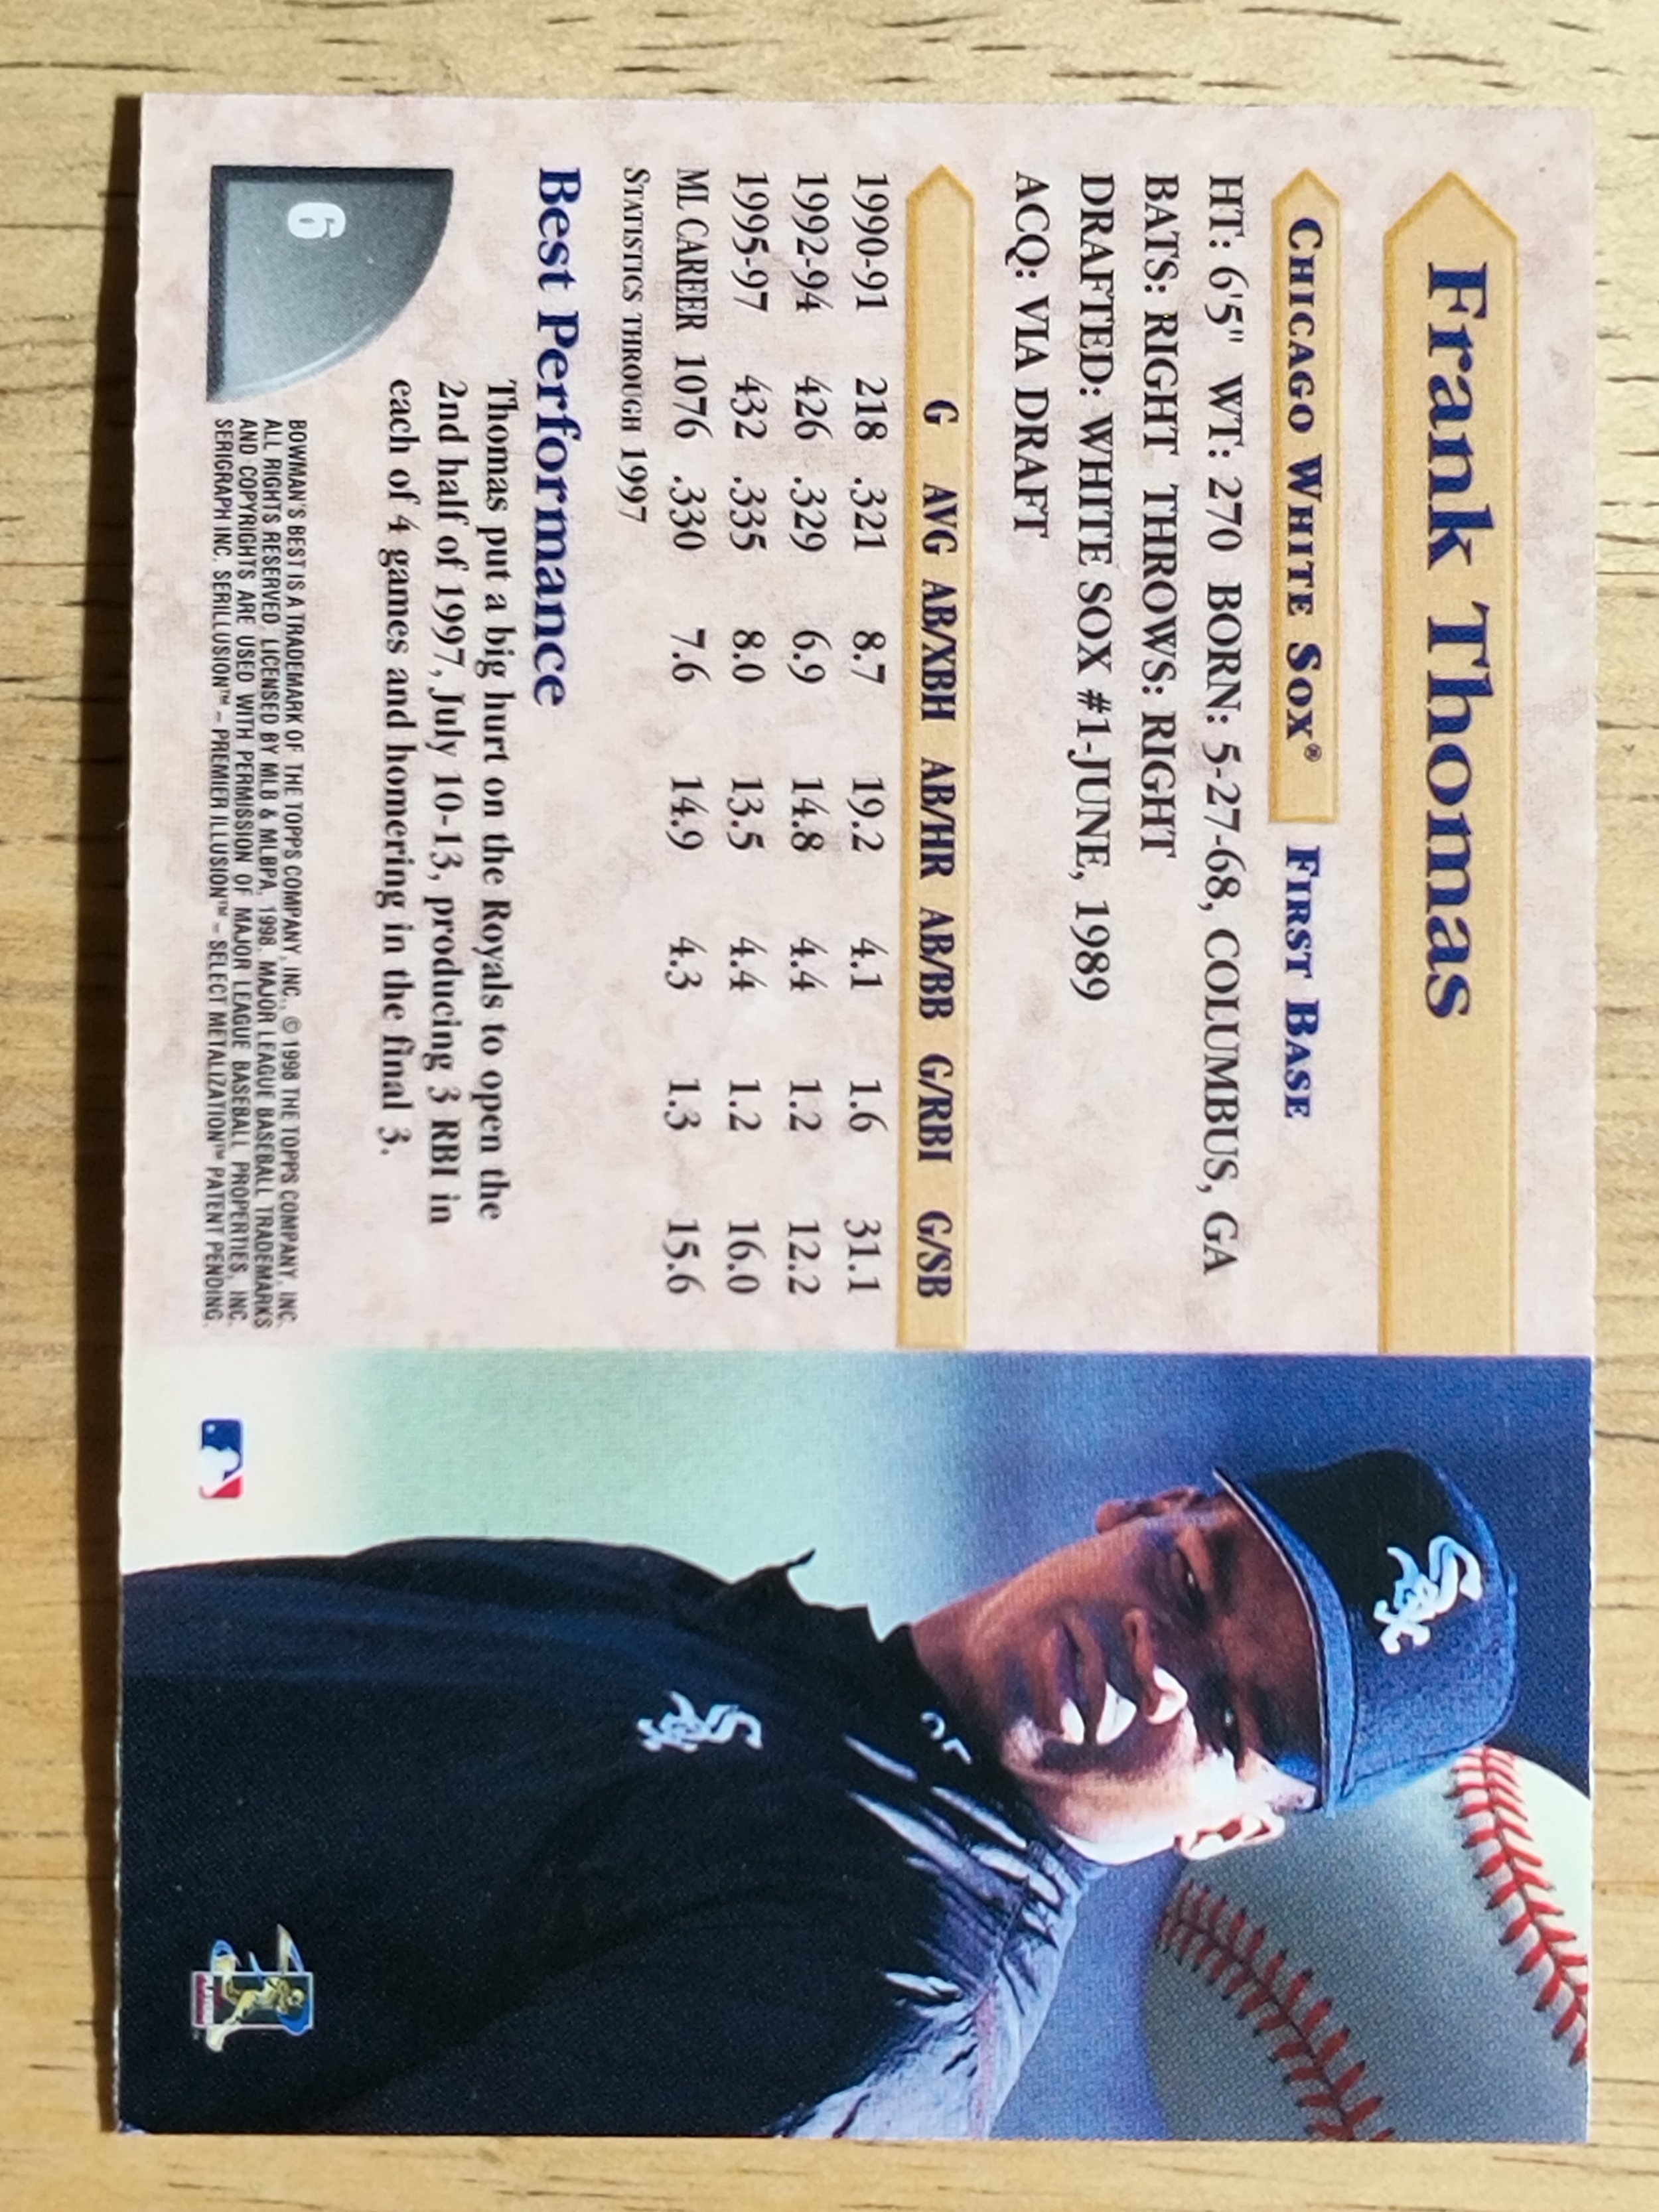 Frank Thomas
CHICAGO WHITE SOX® FIRST BASE
HT: 6'5" WT: 270 BORN: 5-27-68, COLUMBUS, GA
BATS: RIGHT THROWS: RIGHT
DRAFTED: WHITE SOX #1-JUNE, 1989
ACQ: VIA DRAFT
G AVG AB/XBH AB/HR AB/BB G/RBI G/SB
1990-91 218 .321 8.7 19.2 4.1 1.6 31.1
1992-94 426 .329 6.9 14.8 4.4 1.2 12.2
1995-97 432 .335 8.0 13.5 4.4 1.2 16.0
ML CAREER 1076 .330 7.6 14.9 4.3 1.3 15.6
STATISTICS THROUGH 1997
Best Performance
Thomas put a big hurt on the Royals to open the
2nd half of 1997, July 10-13, producing 3 RBI in
each of 4 games and homering in the final 3.
6
BOWMAN'S BEST IS A TRADEMARK OF THE TOPPS COMPANY, INC. © 1998 THE TOPPS COMPANY, INC.
ALL RIGHTS RESERVED. LICENSED BY MLB & MLBPA, 1998. MAJOR LEAGUE BASEBALL TRADEMARKS
AND COPYRIGHTS ARE USED WITH PERMISSION OF MAJOR LEAGUE BASEBALL PROPERTIES, INC.
SERIGRAPH INC. SERILLUSION™ – PREMIER ILLUSION™ – SELECT METALIZATION™ PATENT PENDING.
Sox
Sox